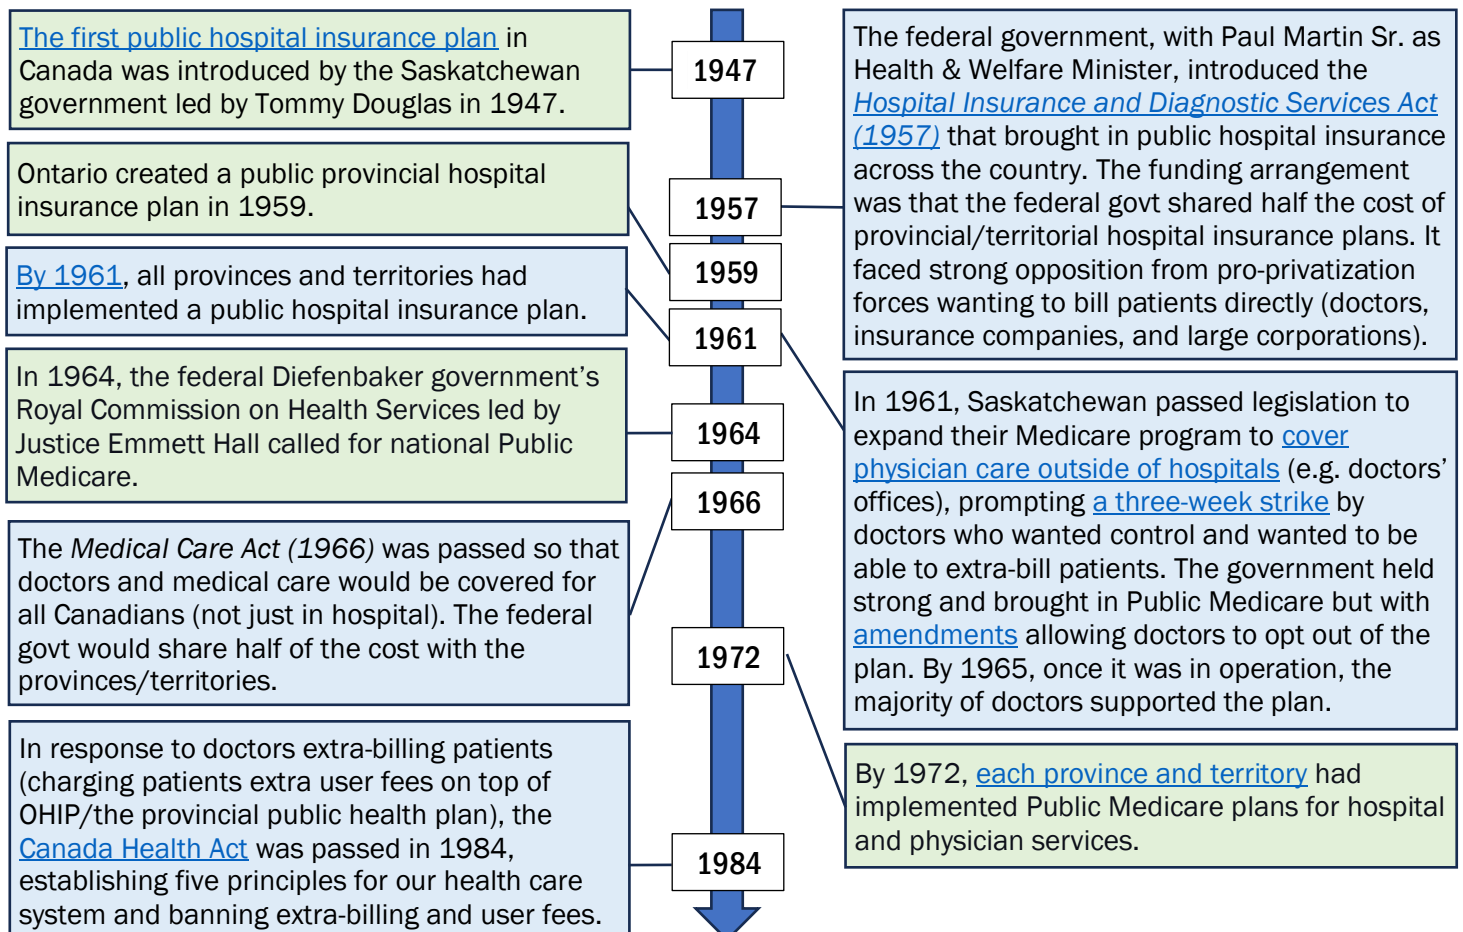 The first public hospital insurance plan in
Canada was introduced by the Saskatchewan
government led by Tommy Douglas in 1947.
1947
The federal government, with Paul Martin Sr. as
Health & Welfare Minister, introduced the
Hospital Insurance and Diagnostic Services Act
(1957) that brought in public hospital insurance
across the country. The funding arrangement
was that the federal govt shared half the cost of
provincial/territorial hospital insurance plans. It
faced strong opposition from pro-privatization
forces wanting to bill patients directly (doctors,
insurance companies, and large corporations).
1957
Ontario created a public provincial hospital
insurance plan in 1959.
1959
By 1961, all provinces and territories had
implemented a public hospital insurance plan.
1961
In 1961, Saskatchewan passed legislation to
expand their Medicare program to cover
physician care outside of hospitals (e.g. doctors’
offices), prompting a three-week strike by
doctors who wanted control and wanted to be
able to extra-bill patients. The government held
strong and brought in Public Medicare but with
amendments allowing doctors to opt out of the
plan. By 1965, once it was in operation, the
majority of doctors supported the plan.
In 1964, the federal Diefenbaker government’s
Royal Commission on Health Services led by
Justice Emmett Hall called for national Public
Medicare.
1964
1966
The Medical Care Act (1966) was passed so that
doctors and medical care would be covered for
all Canadians (not just in hospital). The federal
govt would share half of the cost with the
provinces/territories.
1972
By 1972, each province and territory had
implemented Public Medicare plans for hospital
and physician services.
In response to doctors extra-billing patients
(charging patients extra user fees on top of
OHIP/the provincial public health plan), the
Canada Health Act was passed in 1984,
establishing five principles for our health care
system and banning extra-billing and user fees.
1984